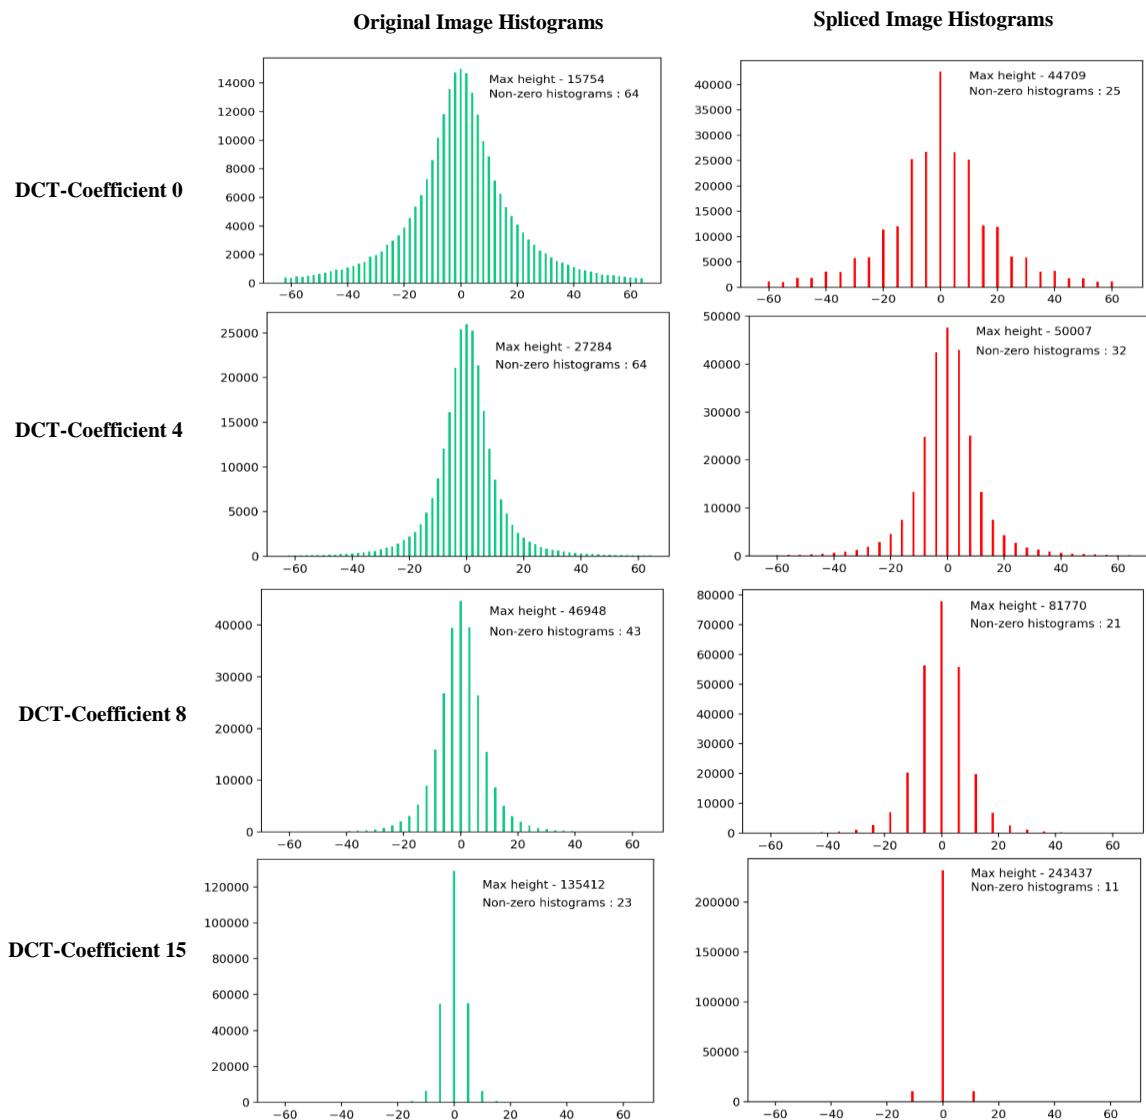 Original Image Histograms
Spliced Image Histograms
DCT-Coefficient 0
Max height - 15754
Non-zero histograms : 64
14000
12000
10000
8000
6000
4000
2000
0
−60 −40 −20 0 20 40 60
Max height - 44709
Non-zero histograms : 25
40000
35000
30000
25000
20000
15000
10000
5000
0
−60 −40 −20 0 20 40 60
DCT-Coefficient 4
Max height - 27284
Non-zero histograms : 64
25000
20000
15000
10000
5000
0
−60 −40 −20 0 20 40 60
Max height - 50007
Non-zero histograms : 32
50000
40000
30000
20000
10000
0
−60 −40 −20 0 20 40 60
DCT-Coefficient 8
Max height - 46948
Non-zero histograms : 43
40000
30000
20000
10000
0
−60 −40 −20 0 20 40 60
Max height - 81770
Non-zero histograms : 21
80000
70000
60000
50000
40000
30000
20000
10000
0
−60 −40 −20 0 20 40 60
DCT-Coefficient 15
Max height - 135412
Non-zero histograms : 23
120000
100000
80000
60000
40000
20000
0
−60 −40 −20 0 20 40 60
Max height - 243437
Non-zero histograms : 11
200000
150000
100000
50000
0
−60 −40 −20 0 20 40 60